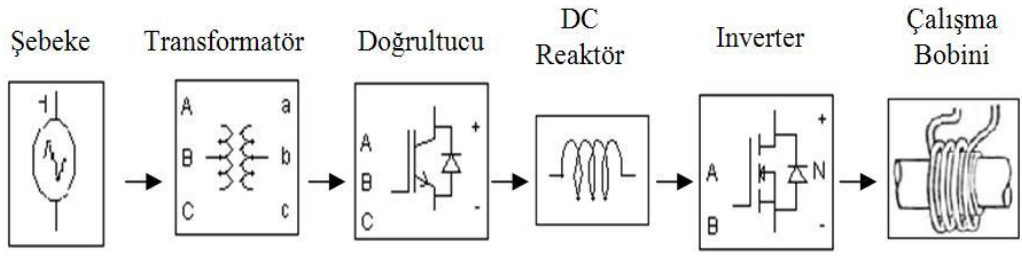 Şebeke
Transformatör
Doğrultucu
DC
Reaktör
Inverter
Çalışma
Bobini
A a
B b
C c
A +
B
C -
+
A N
B -